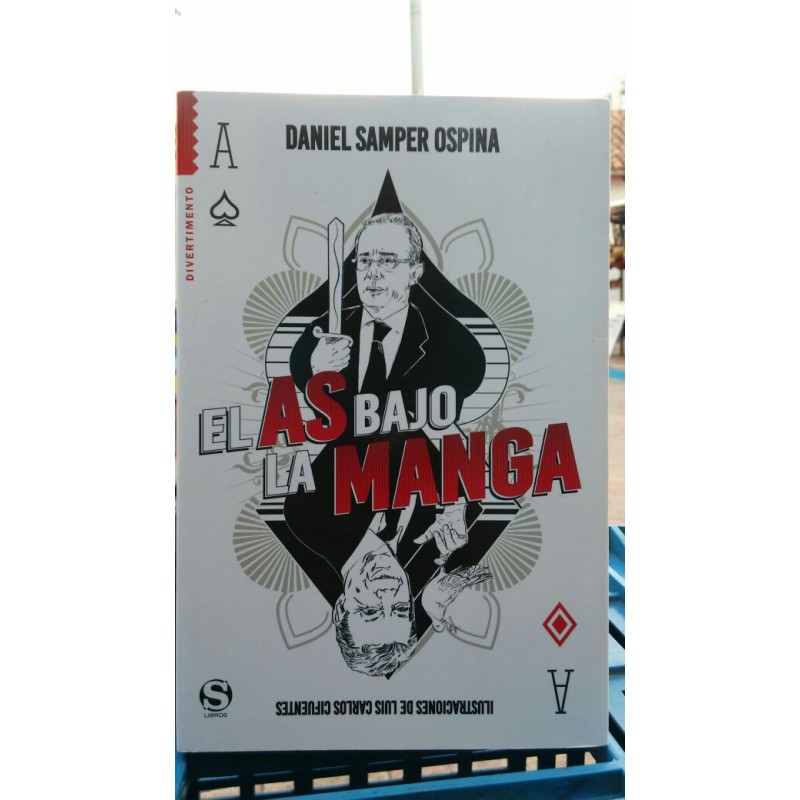 A
DANIEL SAMPER OSPINA
DIVERTIMENTO
EL AS BAJO
LA MANGA
ILUSTRACIONES DE LUIS CARLOS CIFUENTES
S
LIBROS
A